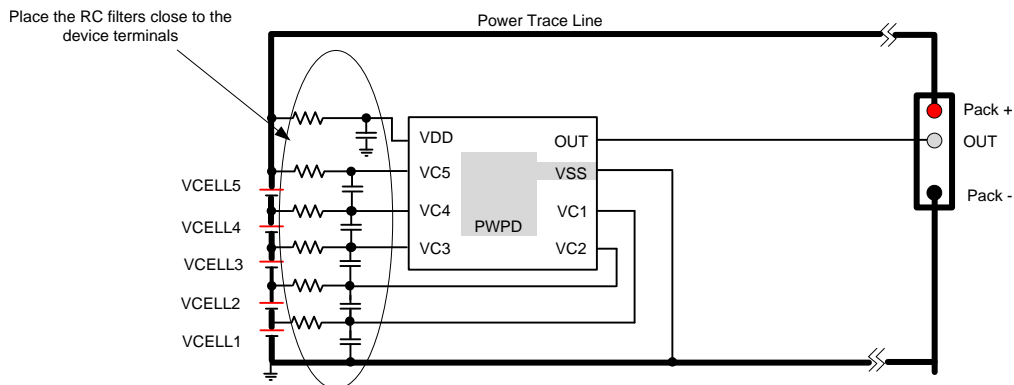 Place the RC filters close to the
device terminals
Power Trace Line
Pack +
OUT
Pack -
VDD
OUT
VC5
VSS
VC4
VC1
PWPD
VC3
VC2
VCELL5
VCELL4
VCELL3
VCELL2
VCELL1